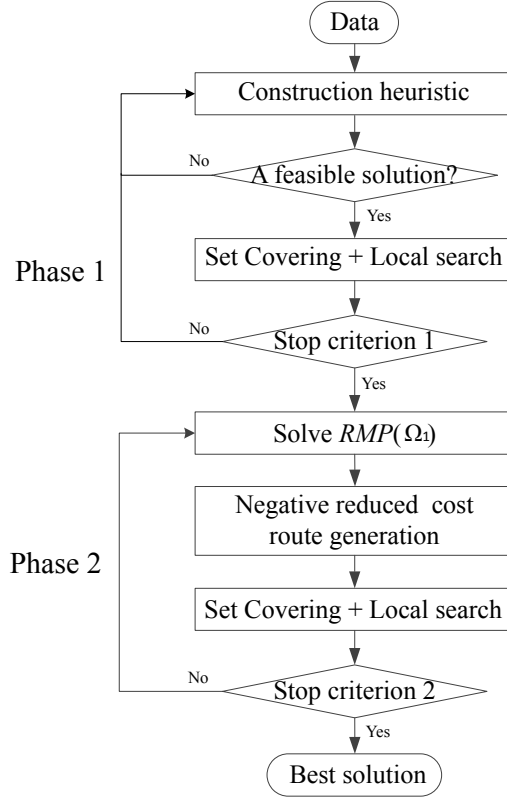 Data
Construction heuristic
No
A feasible solution?
Yes
Set Covering + Local search
Phase 1
No
Stop criterion 1
Yes
Solve RMP(Ω₁)
Negative reduced cost
route generation
Phase 2
Set Covering + Local search
No
Stop criterion 2
Yes
Best solution